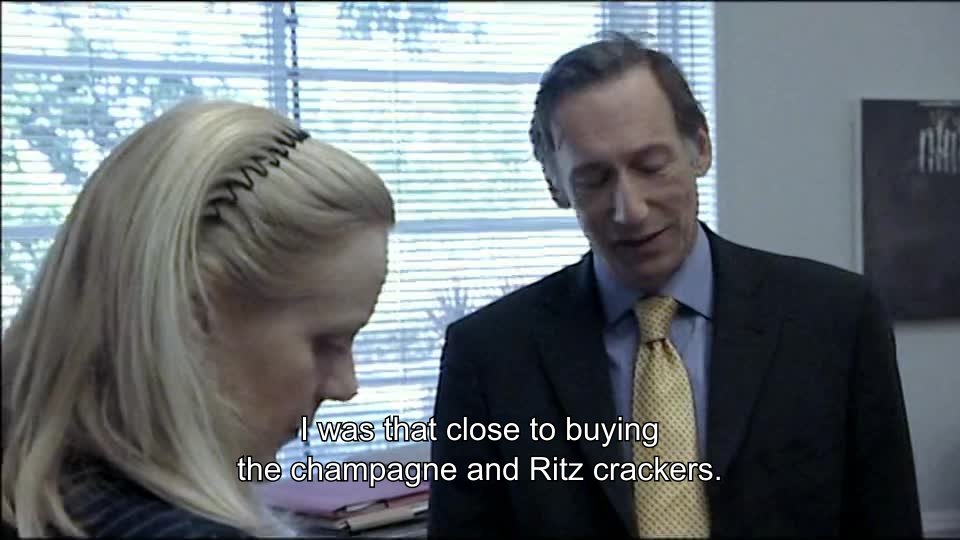 I was that close to buying
the champagne and Ritz crackers.